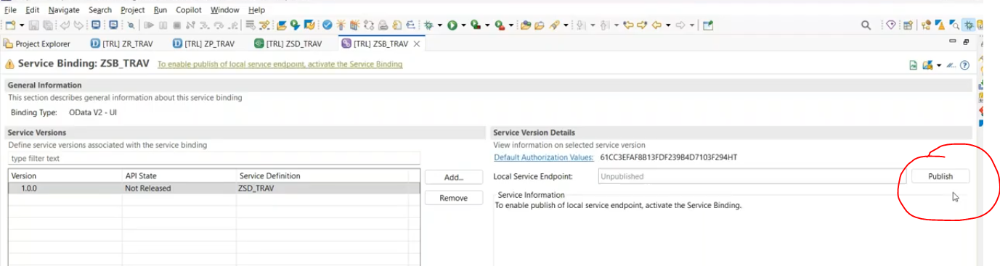 File Edit Navigate Search Project Run Copilot Window Help
Project Explorer [TRL] ZR_TRAV [TRL] ZP_TRAV [TRL] ZSD_TRAV [TRL] ZSB_TRAV
Service Binding: ZSB_TRAV To enable publish of local service endpoint, activate the Service Binding
General Information
This section describes general information about this service binding
Binding Type: OData V2 - UI
Service Versions
Define service versions associated with the service binding
type filter text
Version API State Service Definition
1.0.0 Not Released ZSD_TRAV
Add...
Remove
Service Version Details
View information on selected service version
Default Authorization Values: 61CC3EFAF8B13FDF239B4D7103F294HT
Local Service Endpoint: Unpublished Publish
Service Information
To enable publish of local service endpoint, activate the Service Binding.